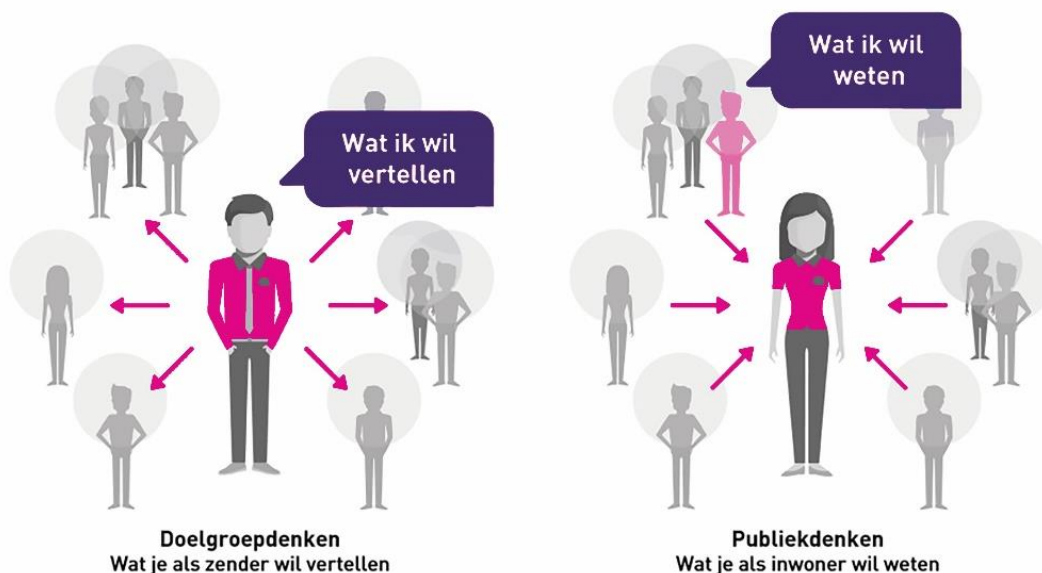 Wat ik wil
vertellen
Doelgroepdenken
Wat je als zender wil vertellen
Wat ik wil
weten
Publiekdenken
Wat je als inwoner wil weten